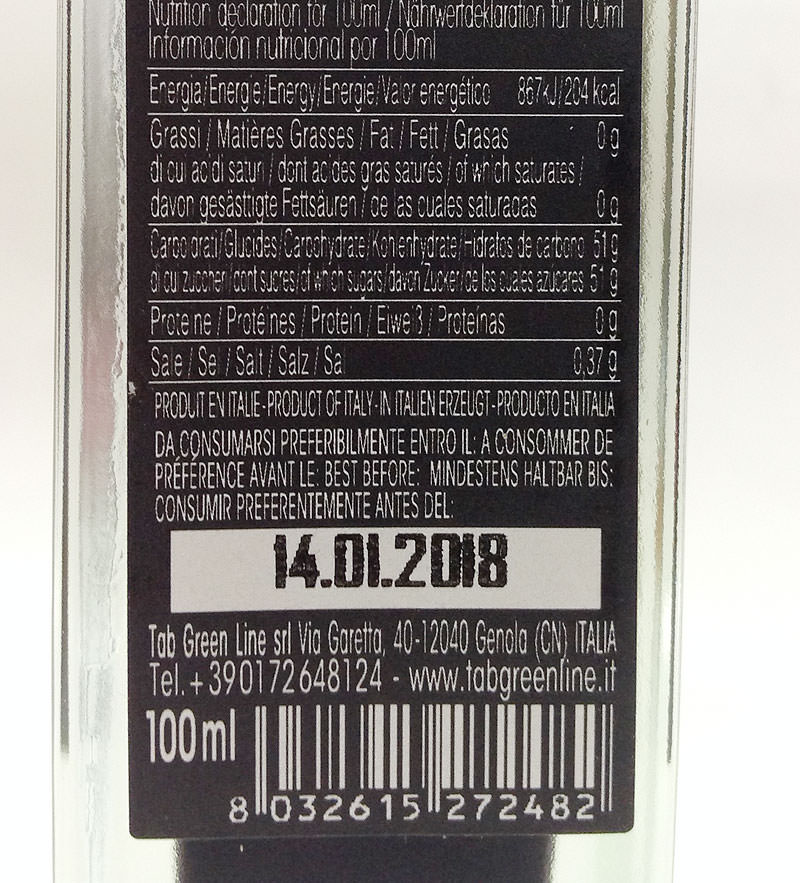 Nutrition declaration for 100ml / Nährwertdeklaration für 100ml
Información nutricional por 100ml
Energia/Energie/Energy/Energie/Valor energético 867kJ/204 kcal
Grassi / Matières Grasses / Fat / Fett / Grasas 0 g
di cui acidi saturi / dont acides gras saturés / of which saturates /
davon gesästtigte Fettsäuren / de las cuales saturadas 0 g
Carboidrati/Glucides/Carbohydrate/Kohlenhydrate/Hidratos de carbono 51 g
di cui zuccheri/dont sucres/of which sugars/davon Zucker/de los cuales azúcares 51 g
Proteine / Protéines / Protein / Eiweiß / Proteínas 0 g
Sale / Sel / Salt / Salz / Sal 0,37 g
PRODUIT EN ITALIE-PRODUCT OF ITALY-IN ITALIEN ERZEUGT-PRODUCTO EN ITALIA
DA CONSUMARSI PREFERIBILMENTE ENTRO IL: A CONSOMMER DE
PRÉFÉRENCE AVANT LE: BEST BEFORE: MINDESTENS HALTBAR BIS:
CONSUMIR PREFERENTEMENTE ANTES DEL:
14.01.2018
Tab Green Line srl Via Garetta, 40-12040 Genola (CN) ITALIA
Tel.+390172648124 - www.tabgreenline.it
100ml
8 032615 272482